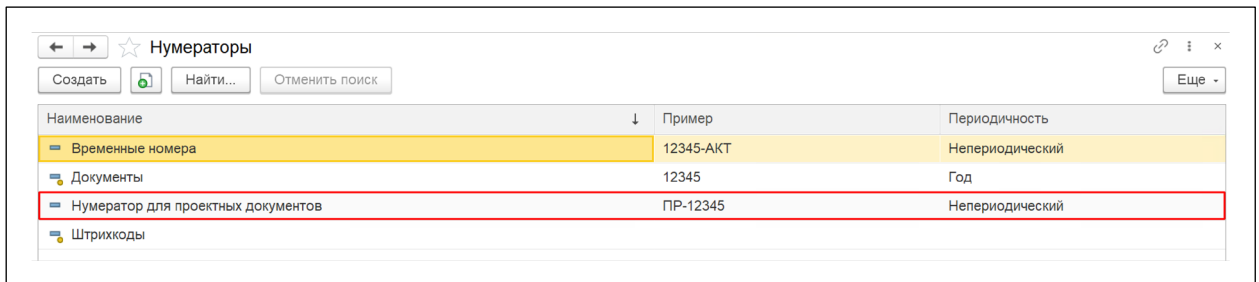 Нумераторы
Создать Найти... Отменить поиск Еще
Наименование Пример Периодичность
Временные номера 12345-АКТ Непериодический
Документы 12345 Год
Нумератор для проектных документов ПР-12345 Непериодический
Штрихкоды